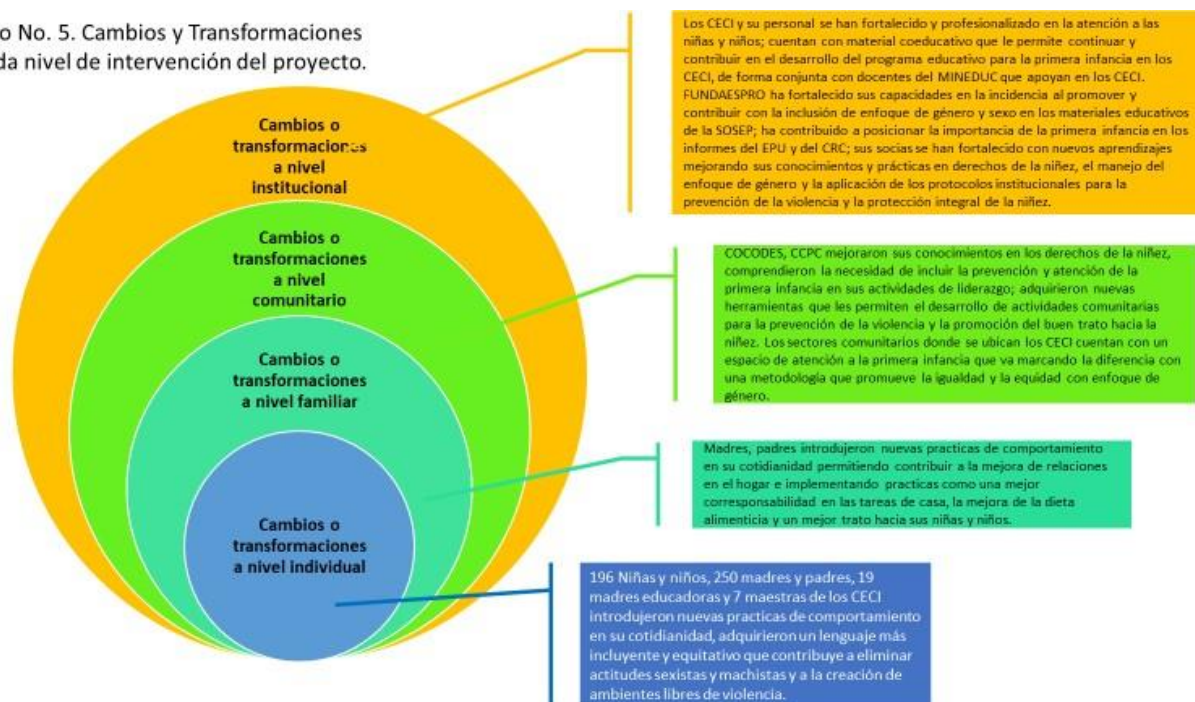 o No. 5. Cambios y Transformaciones
da nivel de intervención del proyecto.
Cambios o
transformaciones
a nivel
institucional
Cambios o
transformaciones
a nivel
comunitario
Cambios o
transformaciones
a nivel familiar
Cambios o
transformaciones
a nivel individual
Los CECI y su personal se han fortalecido y profesionalizado en la atención a las
niñas y niños; cuentan con material coeducativo que le permite continuar y
contribuir en el desarrollo del programa educativo para la primera infancia en los
CECI, de forma conjunta con docentes del MINEDUC que apoyan en los CECI.
FUNDAESPRO ha fortalecido sus capacidades en la incidencia al promover y
contribuir con la inclusión de enfoque de género y sexo en los materiales educativos
de la SOSEP; ha contribuido a posicionar la importancia de la primera infancia en los
informes del EPU y del CRC; sus socias se han fortalecido con nuevos aprendizajes
mejorando sus conocimientos y prácticas en derechos de la niñez, el manejo del
enfoque de género y la aplicación de los protocolos institucionales para la
prevención de la violencia y la protección integral de la niñez.
COCODES, CCPC mejoraron sus conocimientos en los derechos de la niñez,
comprendieron la necesidad de incluir la prevención y atención de la
primera infancia en sus actividades de liderazgo; adquirieron nuevas
herramientas que les permiten el desarrollo de actividades comunitarias
para la prevención de la violencia y la promoción del buen trato hacia la
niñez. Los sectores comunitarios donde se ubican los CECI cuentan con un
espacio de atención a la primera infancia que va marcando la diferencia con
una metodología que promueve la igualdad y la equidad con enfoque de
género.
Madres, padres introdujeron nuevas practicas de comportamiento
en su cotidianidad permitiendo contribuir a la mejora de relaciones
en el hogar e implementando practicas como una mejor
corresponsabilidad en las tareas de casa, la mejora de la dieta
alimenticia y un mejor trato hacia sus niñas y niños.
196 Niñas y niños, 250 madres y padres, 19
madres educadoras y 7 maestras de los CECI
introdujeron nuevas practicas de comportamiento
en su cotidianidad, adquirieron un lenguaje más
incluyente y equitativo que contribuye a eliminar
actitudes sexistas y machistas y a la creación de
ambientes libres de violencia.